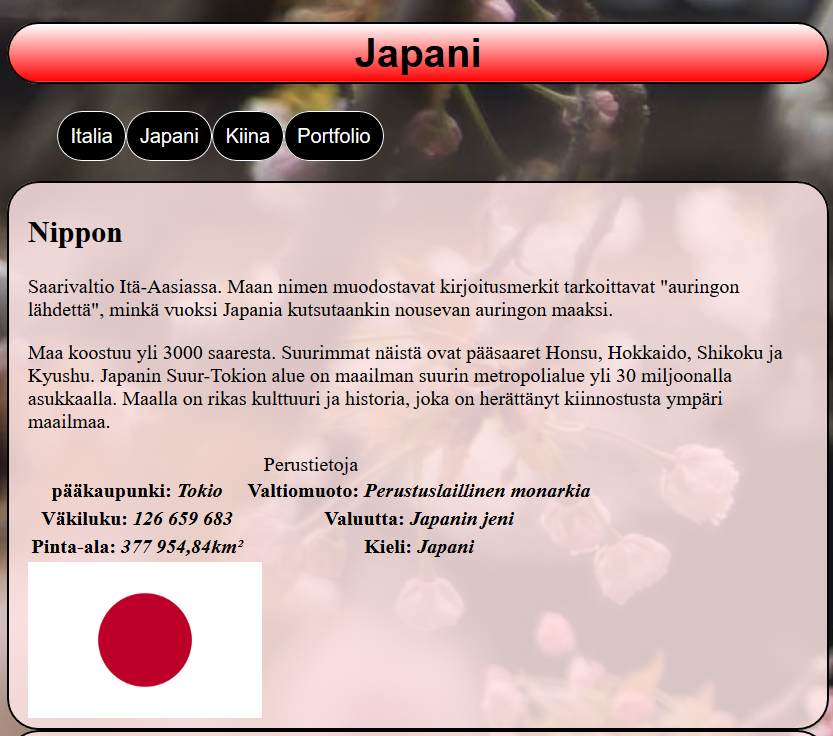 Japani
Italia Japani Kiina Portfolio
Nippon
Saarivaltio Itä-Aasiassa. Maan nimen muodostavat kirjoitusmerkit tarkoittavat "auringon
lähdettä", minkä vuoksi Japania kutsutaankin nousevan auringon maaksi.
Maa koostuu yli 3000 saaresta. Suurimmat näistä ovat pääsaaret Honsu, Hokkaido, Shikoku ja
Kyushu. Japanin Suur-Tokion alue on maailman suurin metropolialue yli 30 miljoonalla
asukkaalla. Maalla on rikas kulttuuri ja historia, joka on herättänyt kiinnostusta ympäri
maailmaa.
Perustietoja
pääkaupunki: Tokio Valtiomuoto: Perustuslaillinen monarkia
Väkiluku: 126 659 683 Valuutta: Japanin jeni
Pinta-ala: 377 954,84km² Kieli: Japani